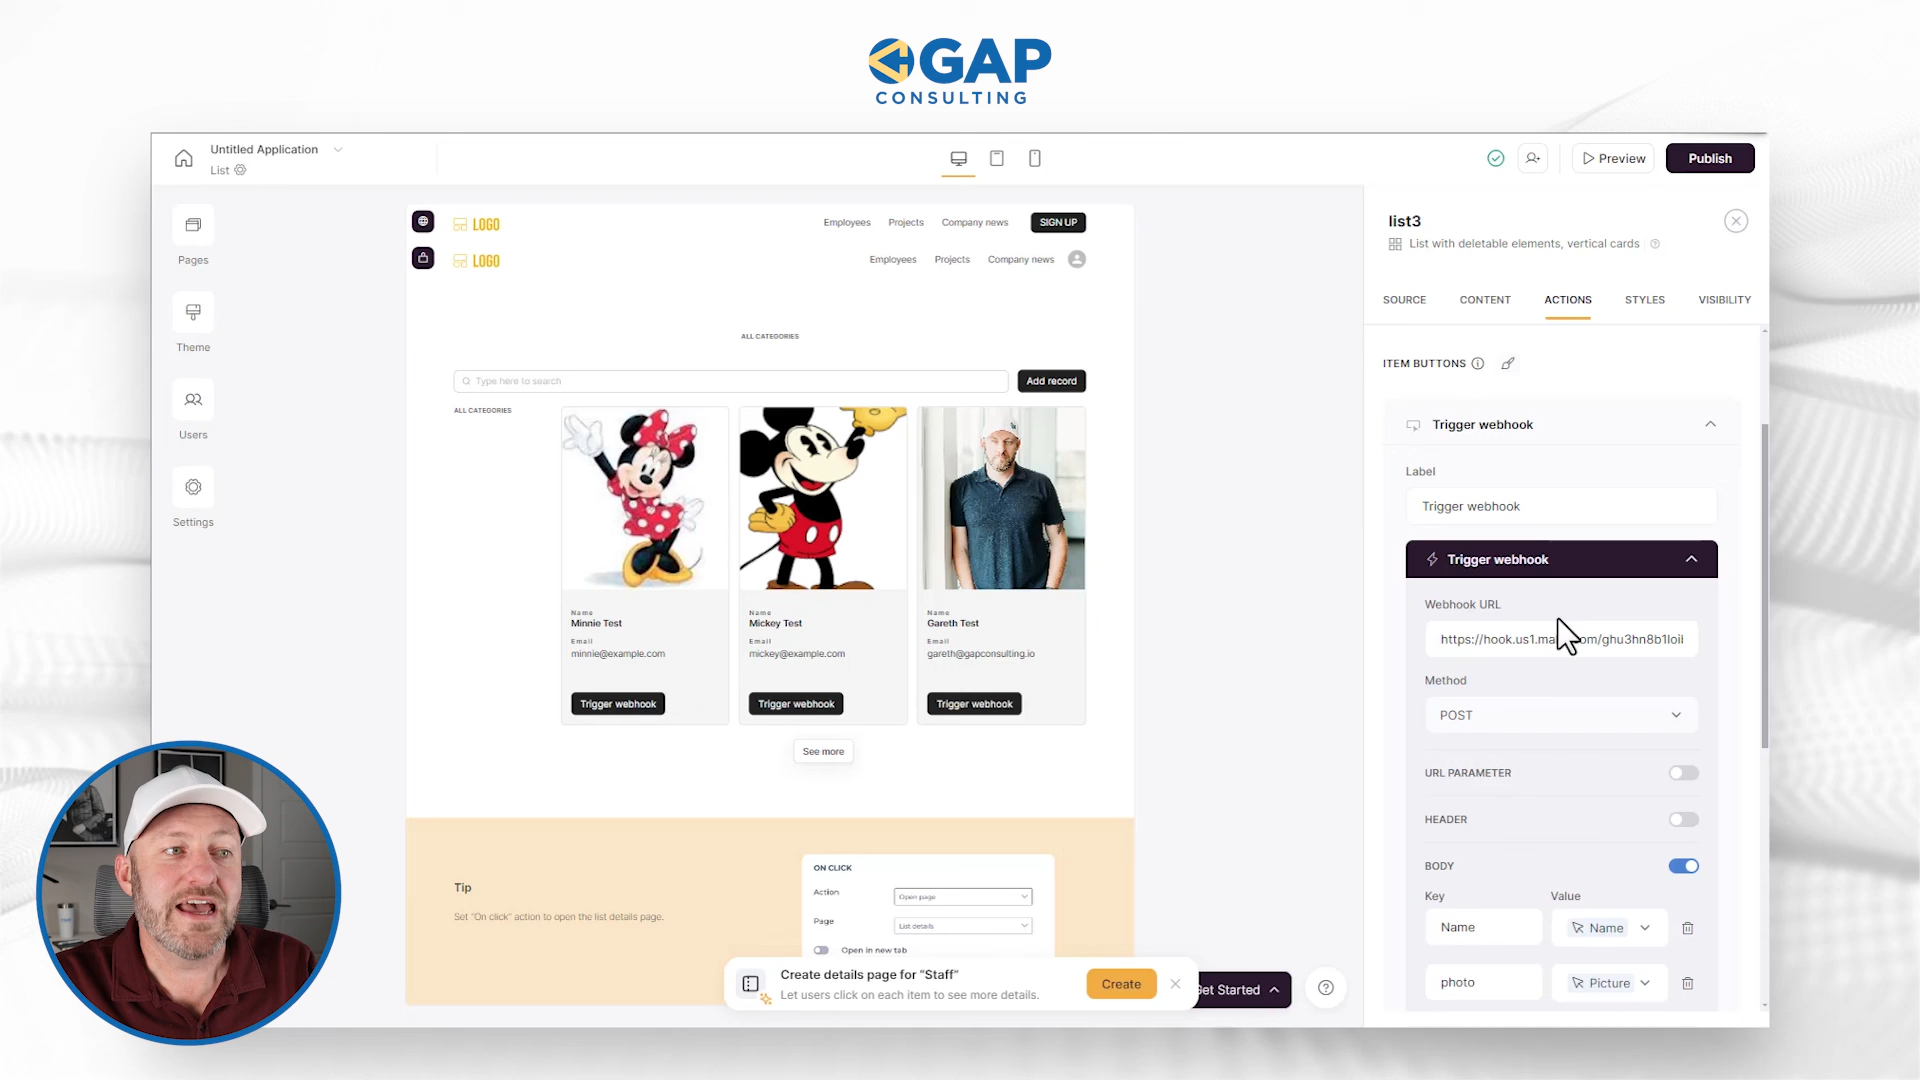 GAP
CONSULTING
Untitled Application
List
Preview
Publish
Pages
Theme
Users
Settings
LOGO
Employees Projects Company news SIGN UP
LOGO
Employees Projects Company news
ALL CATEGORIES
Type here to search
Add record
ALL CATEGORIES
Name
Minnie Test
Email
minnie@example.com
Trigger webhook
Name
Mickey Test
Email
mickey@example.com
Trigger webhook
Name
Gareth Test
Email
gareth@gapconsulting.io
Trigger webhook
See more
Tip
Set "On click" action to open the list details page.
ON CLICK
Action
Open page
Page
List details
Open in new tab
Create details page for "Staff"
Let users click on each item to see more details.
Create
Get Started
list3
List with deletable elements, vertical cards
SOURCE CONTENT ACTIONS STYLES VISIBILITY
ITEM BUTTONS
Trigger webhook
Label
Trigger webhook
Trigger webhook
Webhook URL
Method
POST
URL PARAMETER
HEADER
BODY
Key Value
Name Name
photo Picture